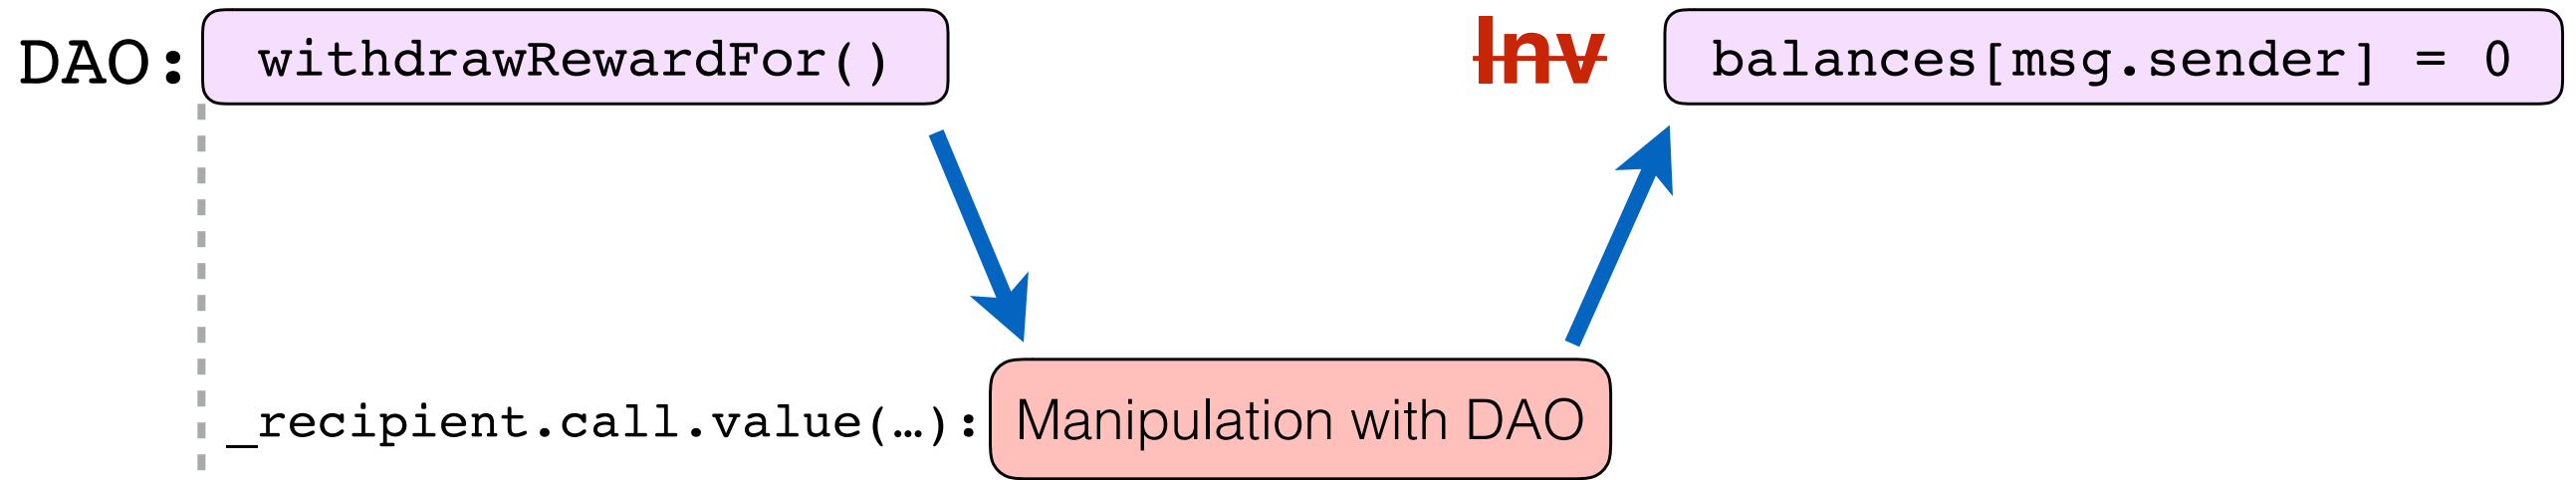 DAO: withdrawRewardFor() Inv balances[msg.sender] = 0
_recipient.call.value(…): Manipulation with DAO